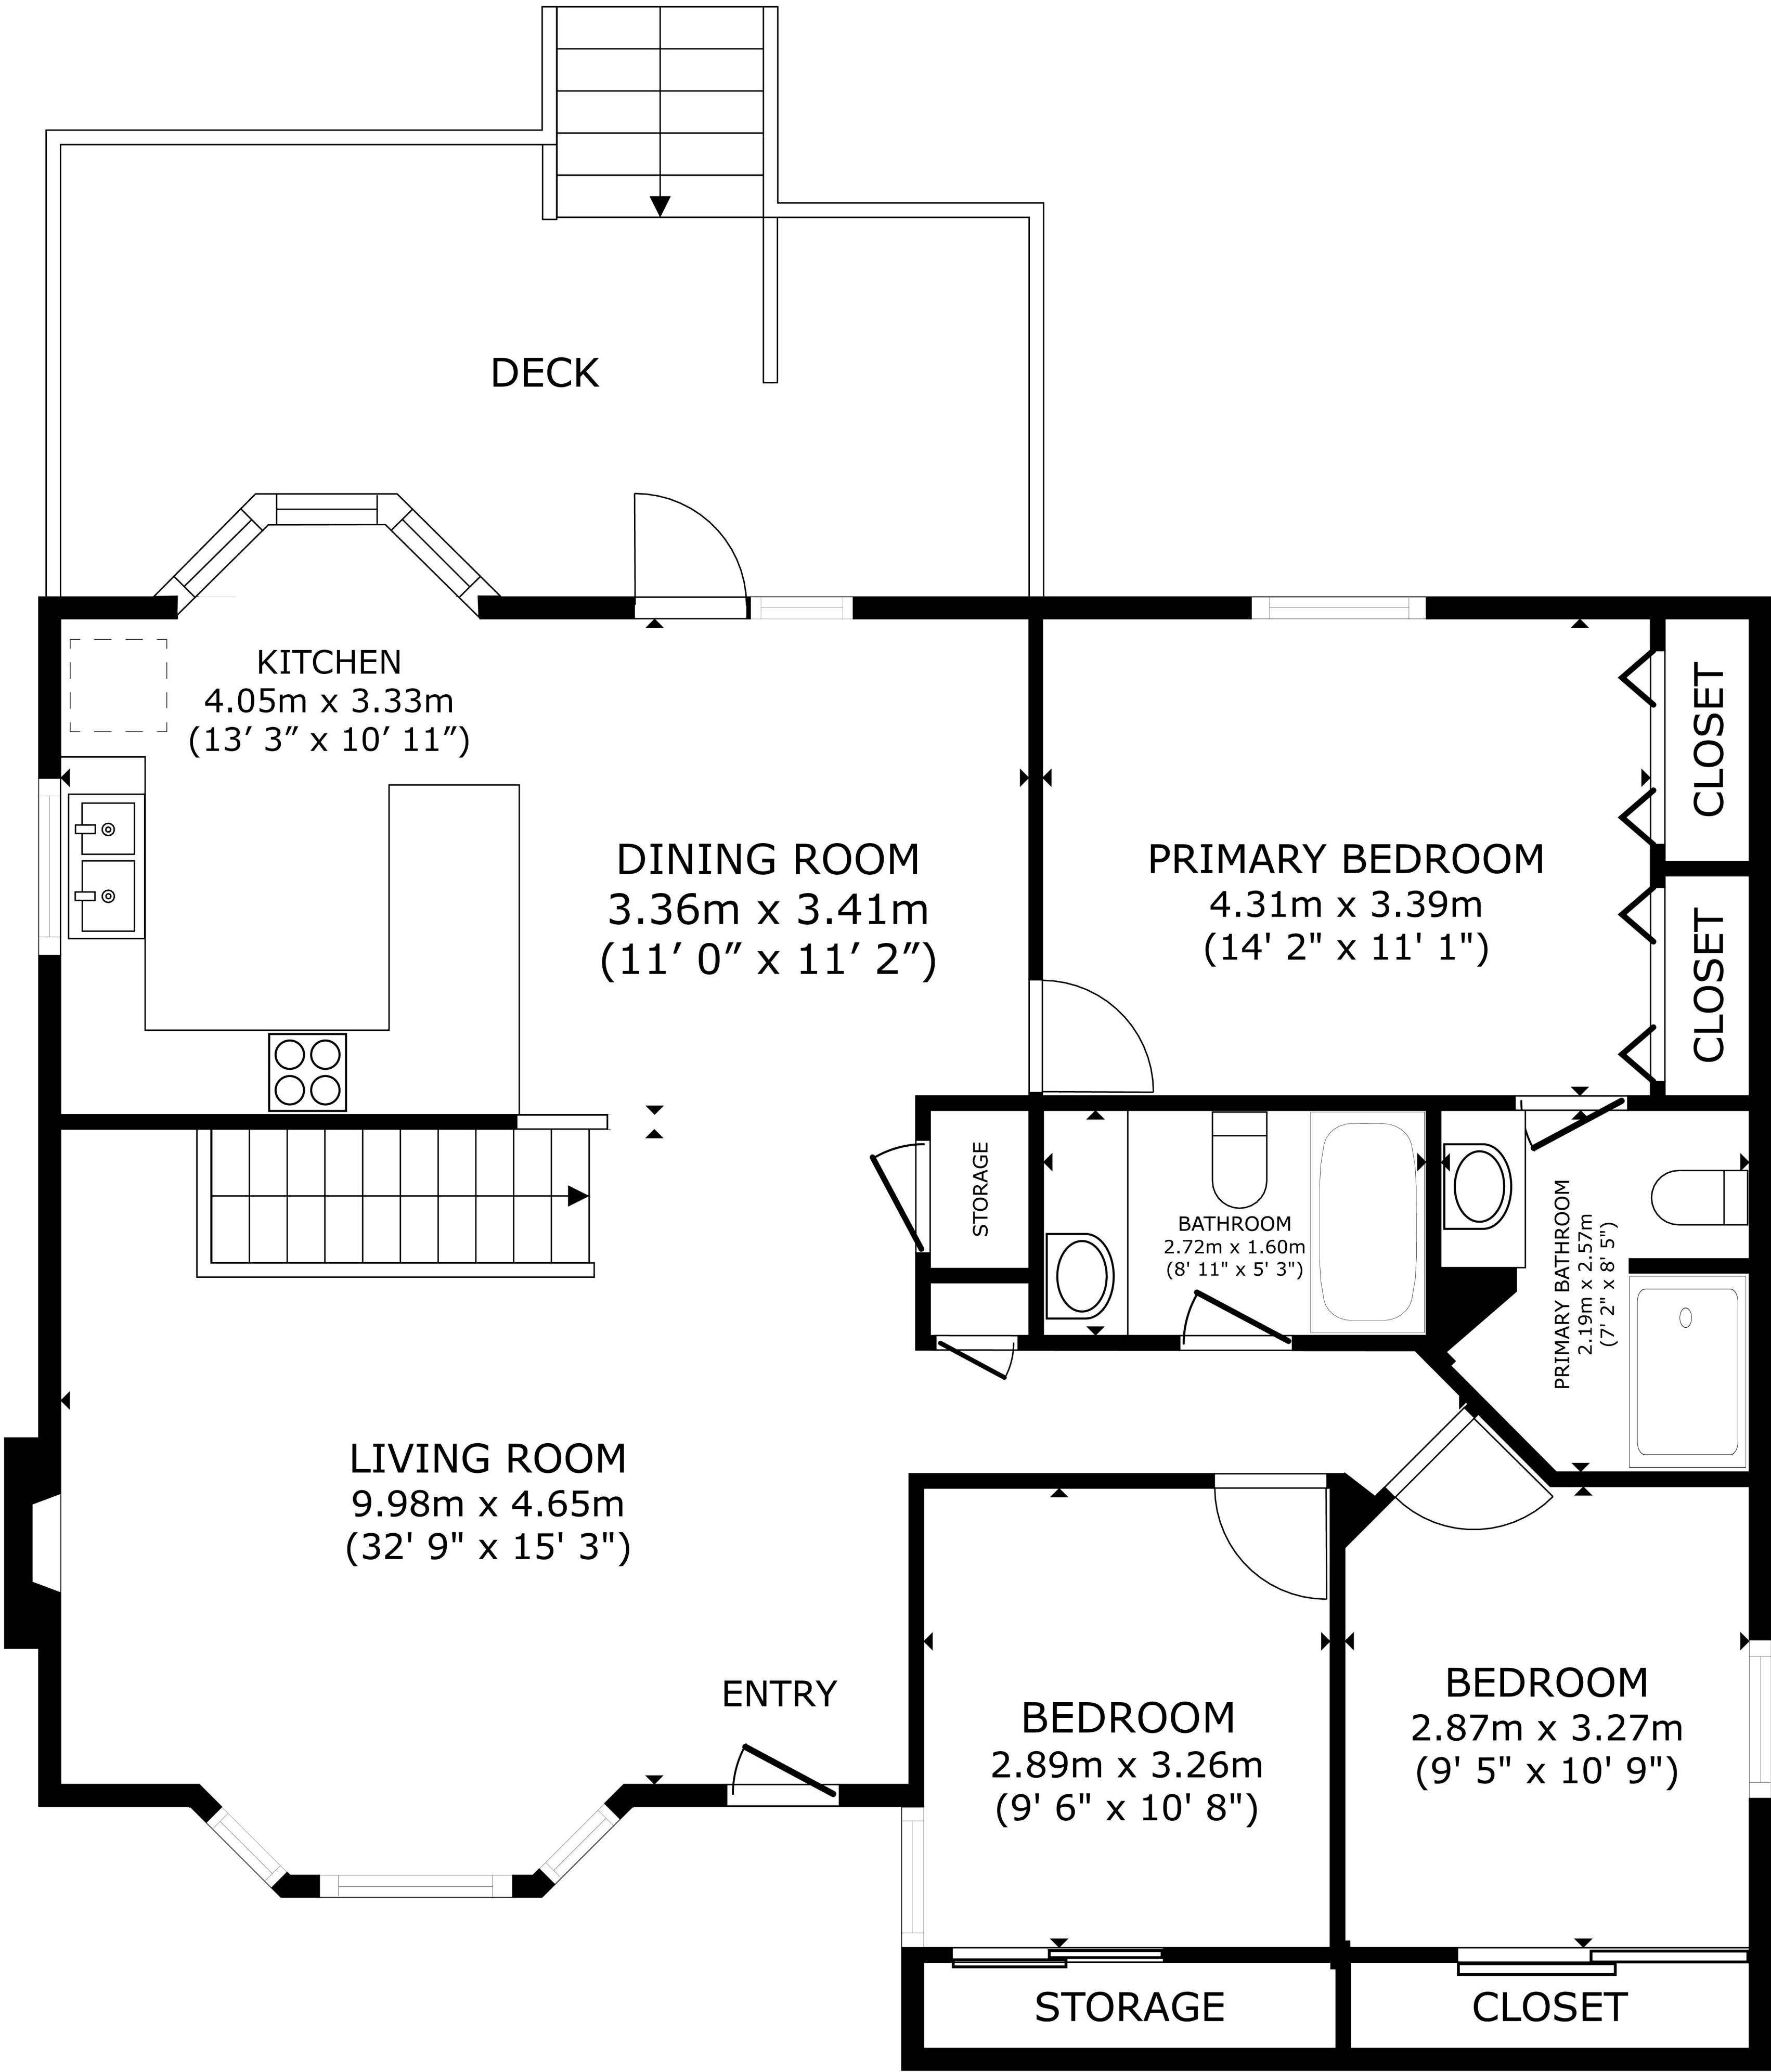 DECK
KITCHEN
4.05m x 3.33m
(13′ 3″ x 10′ 11″)
DINING ROOM
3.36m x 3.41m
(11′ 0″ x 11′ 2″)
PRIMARY BEDROOM
4.31m x 3.39m
(14' 2" x 11' 1")
CLOSET
CLOSET
STORAGE
BATHROOM
2.72m x 1.60m
(8' 11" x 5' 3")
PRIMARY BATHROOM
2.19m x 2.57m
(7' 2" x 8' 5")
LIVING ROOM
9.98m x 4.65m
(32' 9" x 15' 3")
ENTRY
BEDROOM
2.89m x 3.26m
(9' 6" x 10' 8")
BEDROOM
2.87m x 3.27m
(9' 5" x 10' 9")
STORAGE
CLOSET